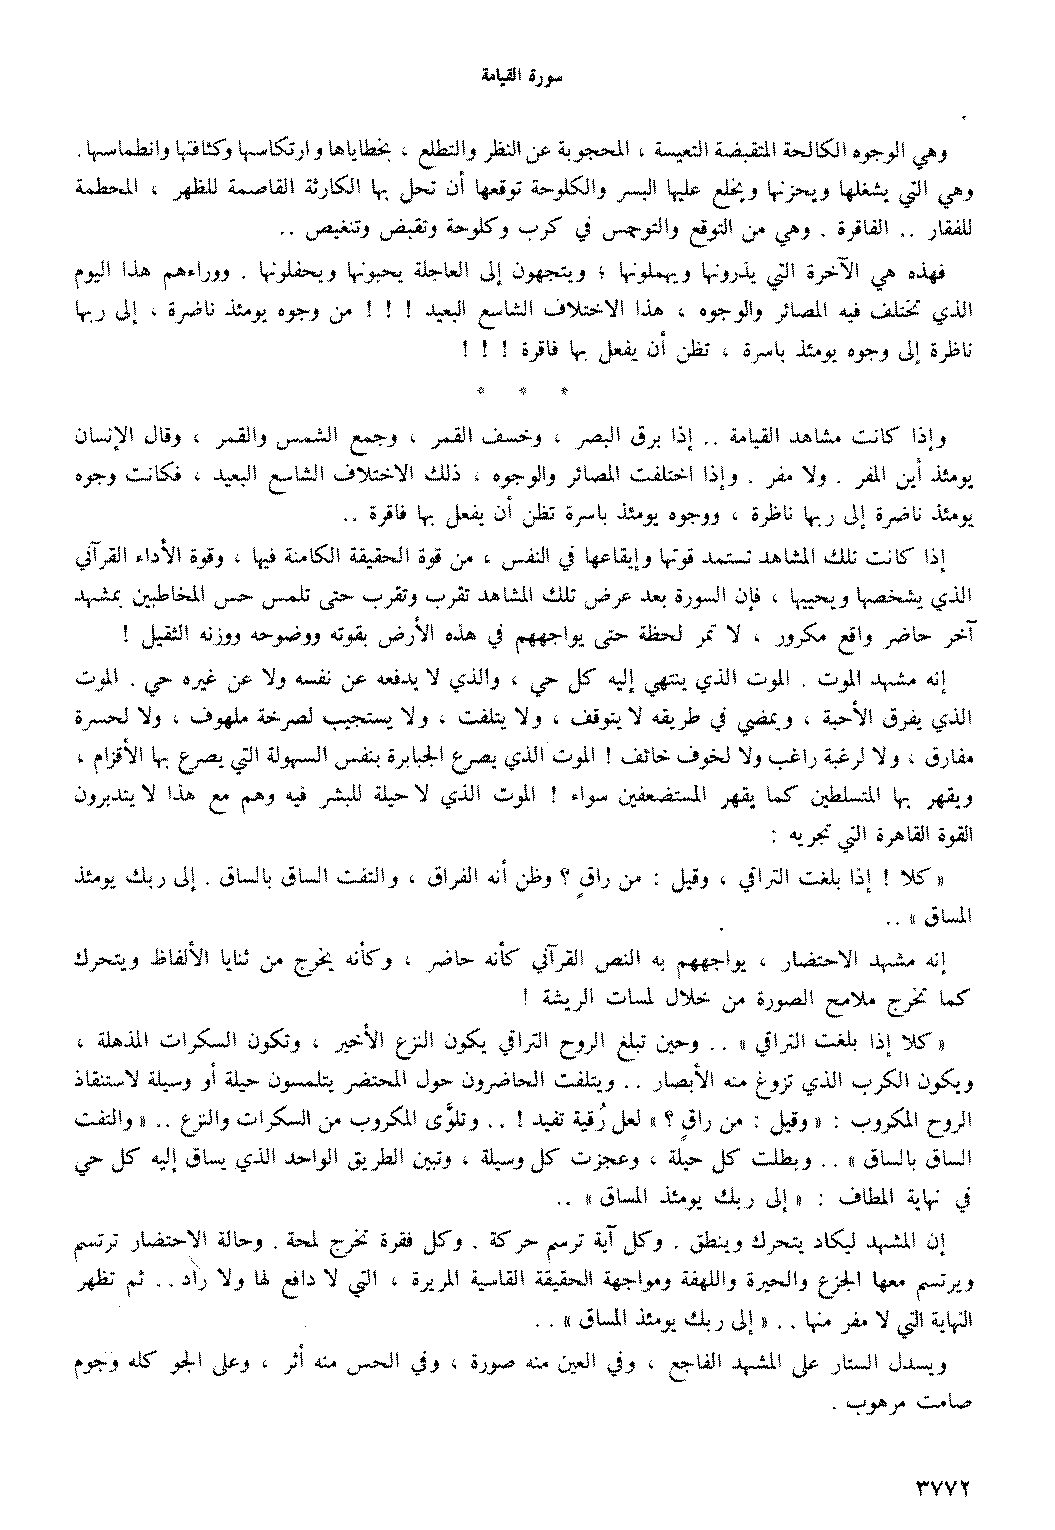 سورة القيامة
وهي الوجوه الكالحة المتقبضة التعيسة ، المحجوبة عن النظر والتطلع ، بخطاياها وارتكاسها وكثافتها وانطماسها .
وهي التي يشغلها ويحزنها ويخلع عليها البسر والكلوحة توقعها أن تحل بها الكارثة القاصمة للظهر ، المحطمة
للفقار .. الفاقرة . وهي من التوقع والتوجس في كرب وكلوحة وتقبض وتنغيص ..
فهذه هي الآخرة التي يذرونها ويهملونها ؛ ويتجهون إلى العاجلة يحبونها ويحفلونها . ووراءهم هذا اليوم
الذي تختلف فيه المصائر والوجوه ، هذا الاختلاف الشاسع البعيد ! ! ! من وجوه يومئذ ناضرة ، إلى ربها
ناظرة إلى وجوه يومئذ باسرة ، تظن أن يفعل بها فاقرة ! ! !
* * *
وإذا كانت مشاهد القيامة .. إذا برق البصر ، وخسف القمر ، وجمع الشمس والقمر ، وقال الإنسان
يومئذ أين المفر . ولا مفر . وإذا اختلفت المصائر والوجوه ، ذلك الاختلاف الشاسع البعيد ، فكانت وجوه
يومئذ ناضرة إلى ربها ناظرة ، ووجوه يومئذ باسرة تظن أن يفعل بها فاقرة ..
إذا كانت تلك المشاهد تستمد قوتها وإيقاعها في النفس ، من قوة الحقيقة الكامنة فيها ، وقوة الأداء القرآني
الذي يشخصها ويحييها ، فإن السورة بعد عرض تلك المشاهد تقرب وتقرب حتى تلمس حس المخاطبين بمشهد
آخر حاضر واقع مكرور ، لا تمر لحظة حتى يواجههم في هذه الأرض بقوته ووضوحه ووزنه الثقيل !
إنه مشهد الموت . الموت الذي ينتهي إليه كل حي ، والذي لا يدفعه عن نفسه ولا عن غيره حي . الموت
الذي يفرق الأحبة ، ويمضي في طريقه لا يتوقف ، ولا يتلفت ، ولا يستجيب لصرخة ملهوف ، ولا لحسرة
مفارق ، ولا لرغبة راغب ولا لخوف خائف ! الموت الذي يصرع الجبابرة بنفس السهولة التي يصرع بها الأقزام ،
ويقهر بها المتسلطين كما يقهر المستضعفين سواء ! الموت الذي لا حيلة للبشر فيه وهم مع هذا لا يتدبرون
القوة القاهرة التي تجريه :
« كلا ! إذا بلغت التراقي ، وقيل : من راقٍ ؟ وظن أنه الفراق ، والتفت الساق بالساق . إلى ربك يومئذ
المساق » ..
إنه مشهد الاحتضار ، يواجههم به النص القرآني كأنه حاضر ، وكأنه يخرج من ثنايا الألفاظ ويتحرك
كما تخرج ملامح الصورة من خلال لمسات الريشة !
« كلا إذا بلغت التراقي » .. وحين تبلغ الروح التراقي يكون النزع الأخير ، وتكون السكرات المذهلة ،
ويكون الكرب الذي تزوغ منه الأبصار .. ويتلفت الحاضرون حول المحتضر يتلمسون حيلة أو وسيلة لاستنقاذ
الروح المكروب : « وقيل : من راقٍ ؟ » لعل رُقية تفيد ! .. وتلوَّى المكروب من السكرات والنزع .. « والتفت
الساق بالساق » .. وبطلت كل حيلة ، وعجزت كل وسيلة ، وتبين الطريق الواحد الذي يساق إليه كل حي
في نهاية المطاف : « إلى ربك يومئذ المساق » ..
إن المشهد ليكاد يتحرك وينطق . وكل آية ترسم حركة . وكل فقرة تخرج لمحة . وحالة الاحتضار ترتسم
ويرتسم معها الجزع والحيرة واللهفة ومواجهة الحقيقة القاسية المريرة ، التي لا دافع لها ولا رادّ .. ثم تظهر
النهاية التي لا مفر منها .. « إلى ربك يومئذ المساق » ..
ويسدل الستار على المشهد الفاجع ، وفي العين منه صورة ، وفي الحس منه أثر ، وعلى الجو كله وجوم
صامت مرهوب .
٣٧٧٢